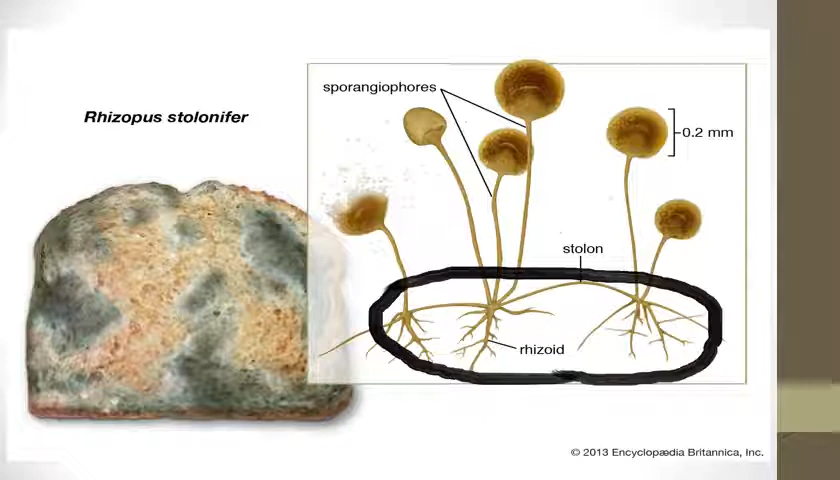 sporangiophores
Rhizopus stolonifer
0.2 mm
stolon
rhizoid
© 2013 Encyclopædia Britannica, Inc.